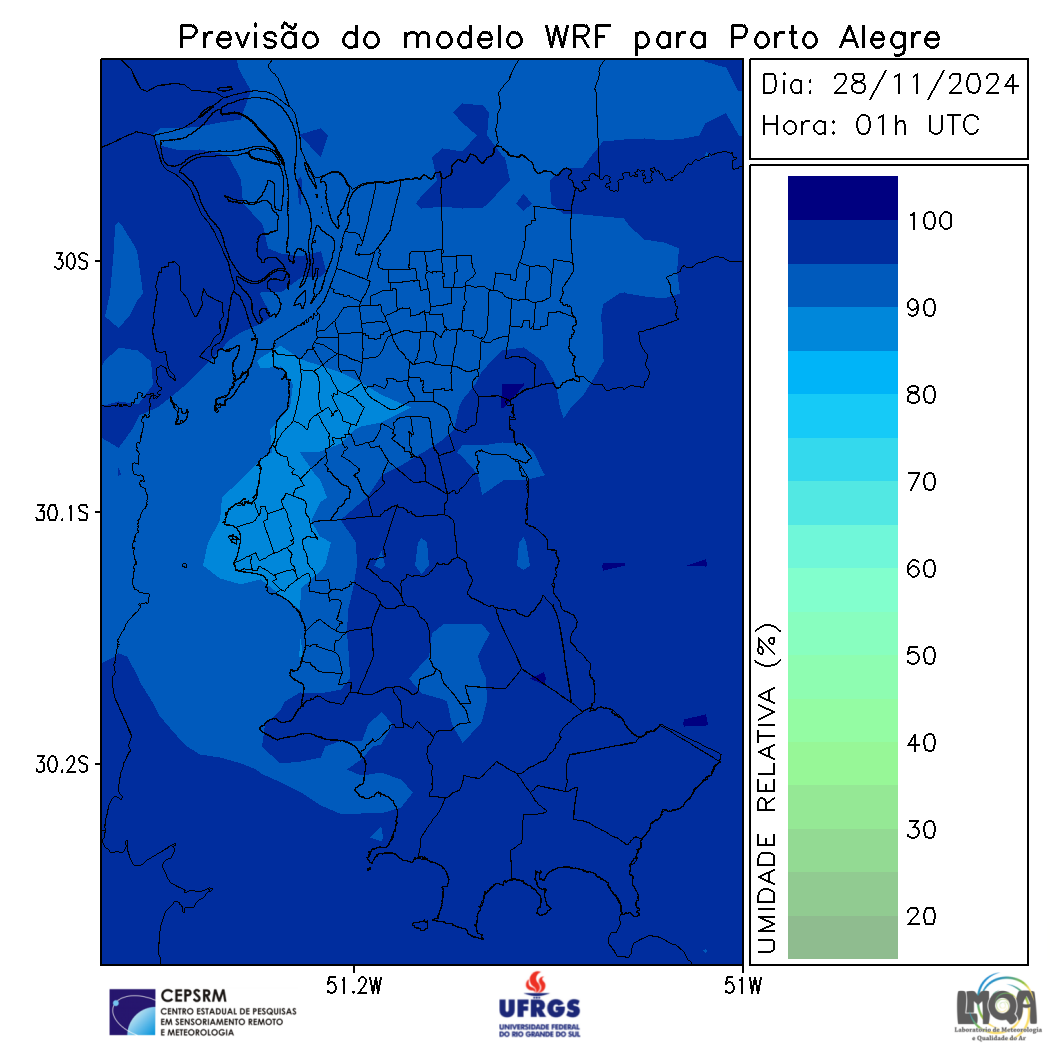 Previsão do modelo WRF para Porto Alegre
Dia: 28/11/2024
Hora: 01h UTC
100
90
80
70
60
50
40
30
20
UMIDADE RELATIVA (%)
30S
30.1S
30.2S
51.2W
51W
CEPSRM
CENTRO ESTADUAL DE PESQUISAS
EM SENSORIAMENTO REMOTO
E METEOROLOGIA
UFRGS
UNIVERSIDADE FEDERAL
DO RIO GRANDE DO SUL
LMQA
Laboratório de Meteorologia
e Qualidade do Ar